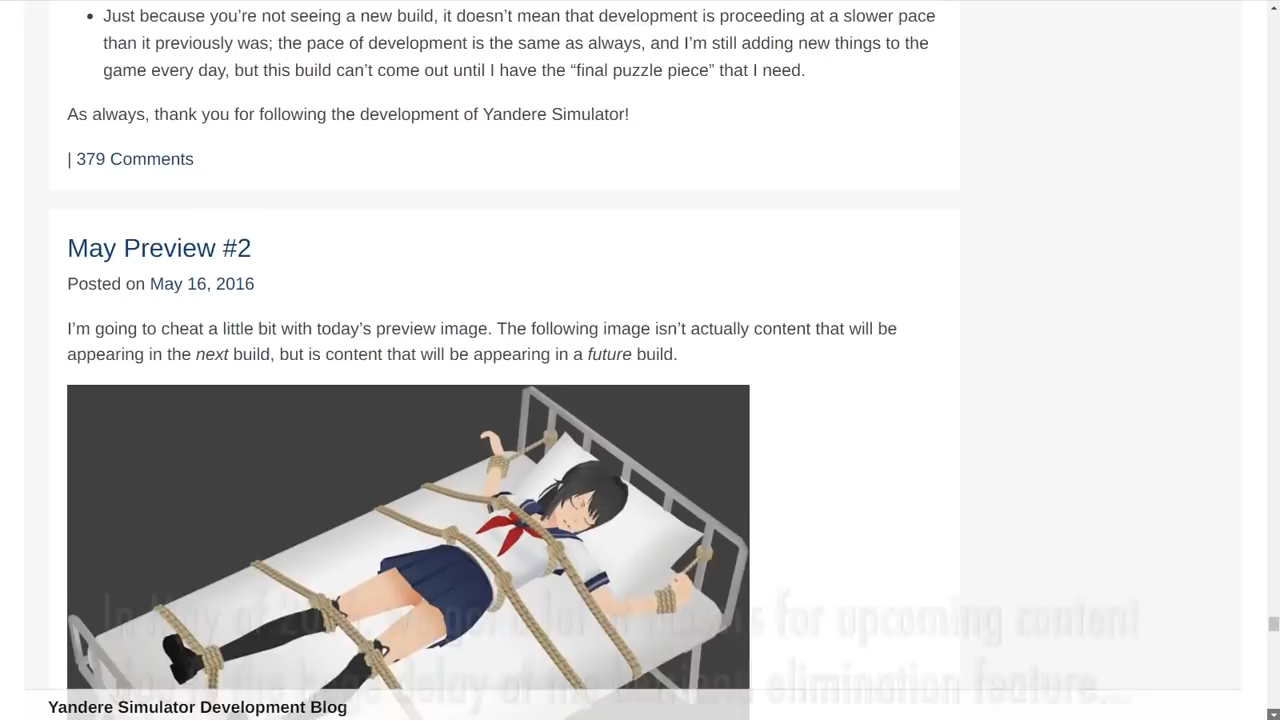 Just because you’re not seeing a new build, it doesn’t mean that development is proceeding at a slower pace
than it previously was; the pace of development is the same as always, and I’m still adding new things to the
game every day, but this build can’t come out until I have the “final puzzle piece” that I need.
As always, thank you for following the development of Yandere Simulator!
| 379 Comments
May Preview #2
Posted on May 16, 2016
I’m going to cheat a little bit with today’s preview image. The following image isn’t actually content that will be
appearing in the next build, but is content that will be appearing in a future build.
In May of for upcoming content
delay of elimination feature...
Yandere Simulator Development Blog